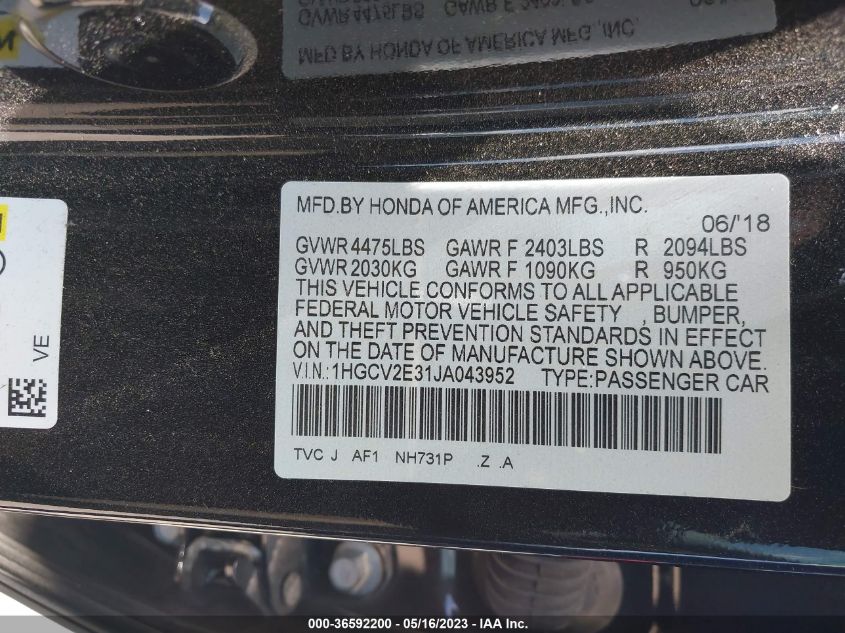 MFD.BY HONDA OF AMERICA MFG.,INC.
GVWR 4475LBS
MFD.BY HONDA OF AMERICA MFG.,INC.
06/'18
GVWR 4475LBS GAWR F 2403LBS R 2094LBS
GVWR 2030KG GAWR F 1090KG R 950KG
THIS VEHICLE CONFORMS TO ALL APPLICABLE
FEDERAL MOTOR VEHICLE SAFETY , BUMPER,
AND THEFT PREVENTION STANDARDS IN EFFECT
ON THE DATE OF MANUFACTURE SHOWN ABOVE.
V.I.N.:1HGCV2E31JA043952 TYPE:PASSENGER CAR
TVC J AF1 NH731P .Z .A
VE
000-36592200 - 05/16/2023 - IAA Inc.